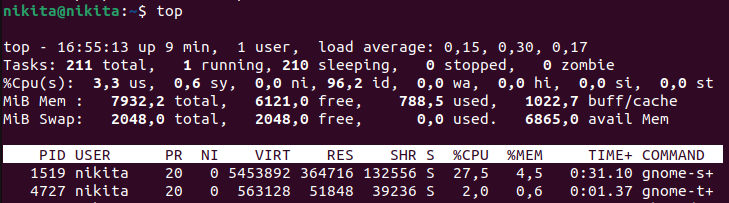 nikita@nikita:~$ top
top - 16:55:13 up 9 min,  1 user,  load average: 0,15, 0,30, 0,17
Tasks: 211 total,   1 running, 210 sleeping,   0 stopped,   0 zombie
%Cpu(s):  3,3 us,  0,6 sy,  0,0 ni, 96,2 id,  0,0 wa,  0,0 hi,  0,0 si,  0,0 st
MiB Mem :   7932,2 total,   6121,0 free,    788,5 used,   1022,7 buff/cache
MiB Swap:   2048,0 total,   2048,0 free,      0,0 used.   6865,0 avail Mem
PID USER      PR  NI    VIRT    RES    SHR S  %CPU  %MEM     TIME+ COMMAND
1519 nikita    20   0 5453892 364716 132556 S  27,5   4,5   0:31.10 gnome-s+
4727 nikita    20   0  563128  51848  39236 S   2,0   0,6   0:01.37 gnome-t+